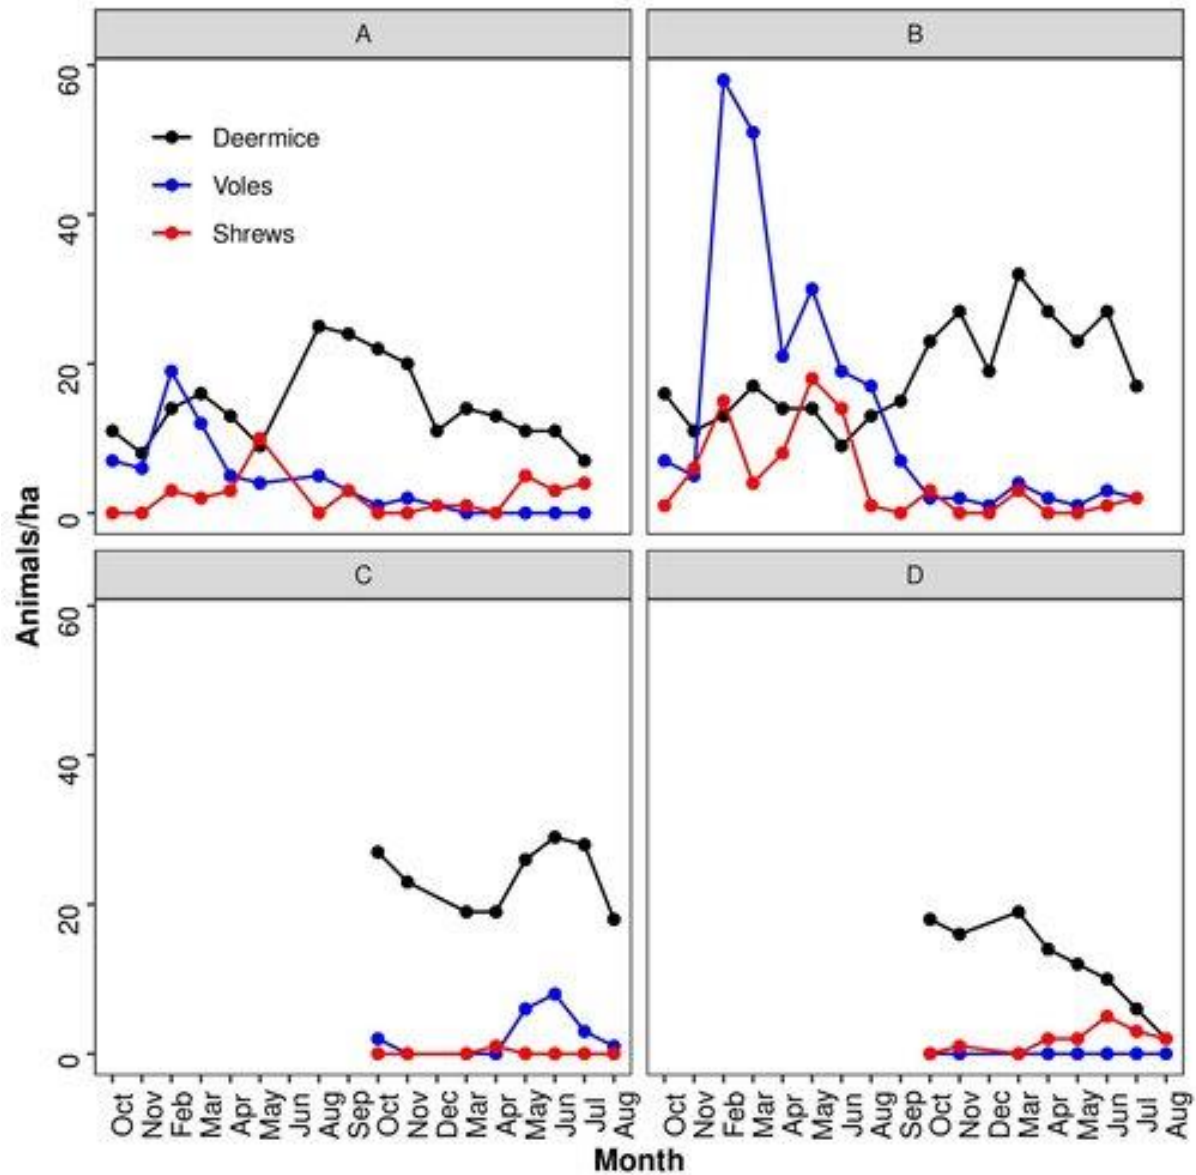 A
B
60
40
20
0
Deermice
Voles
Shrews
C
D
60
40
20
0
Animals/ha
Oct Nov Feb Mar Apr May Jun Aug Sep Oct Nov Dec Mar Apr May Jun Jul Aug
Oct Nov Feb Mar Apr May Jun Aug Sep Oct Nov Dec Mar Apr May Jun Jul Aug
Month